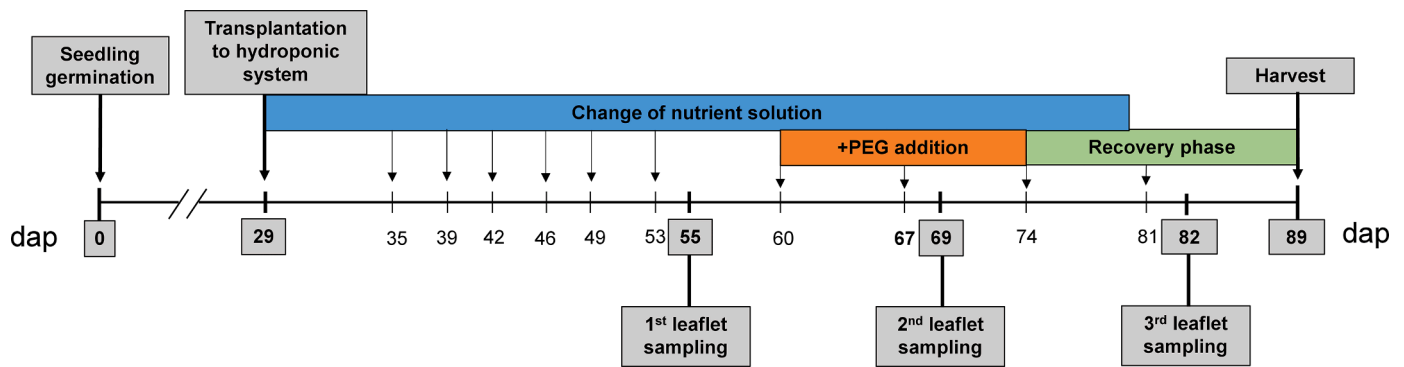 Seedling
germination
Transplantation
to hydroponic
system
Harvest
Change of nutrient solution
+PEG addition
Recovery phase
dap 0 29 35 39 42 46 49 53 55 60 67 69 74 81 82 89 dap
1st leaflet
sampling
2nd leaflet
sampling
3rd leaflet
sampling